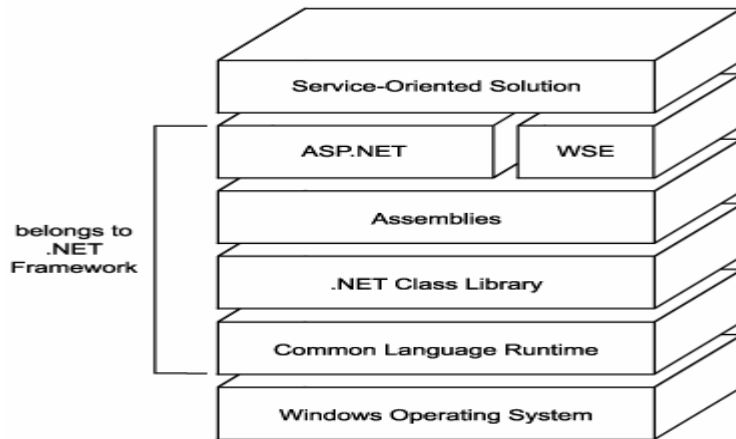 Service-Oriented Solution
ASP.NET
WSE
Assemblies
belongs to
.NET
Framework
.NET Class Library
Common Language Runtime
Windows Operating System